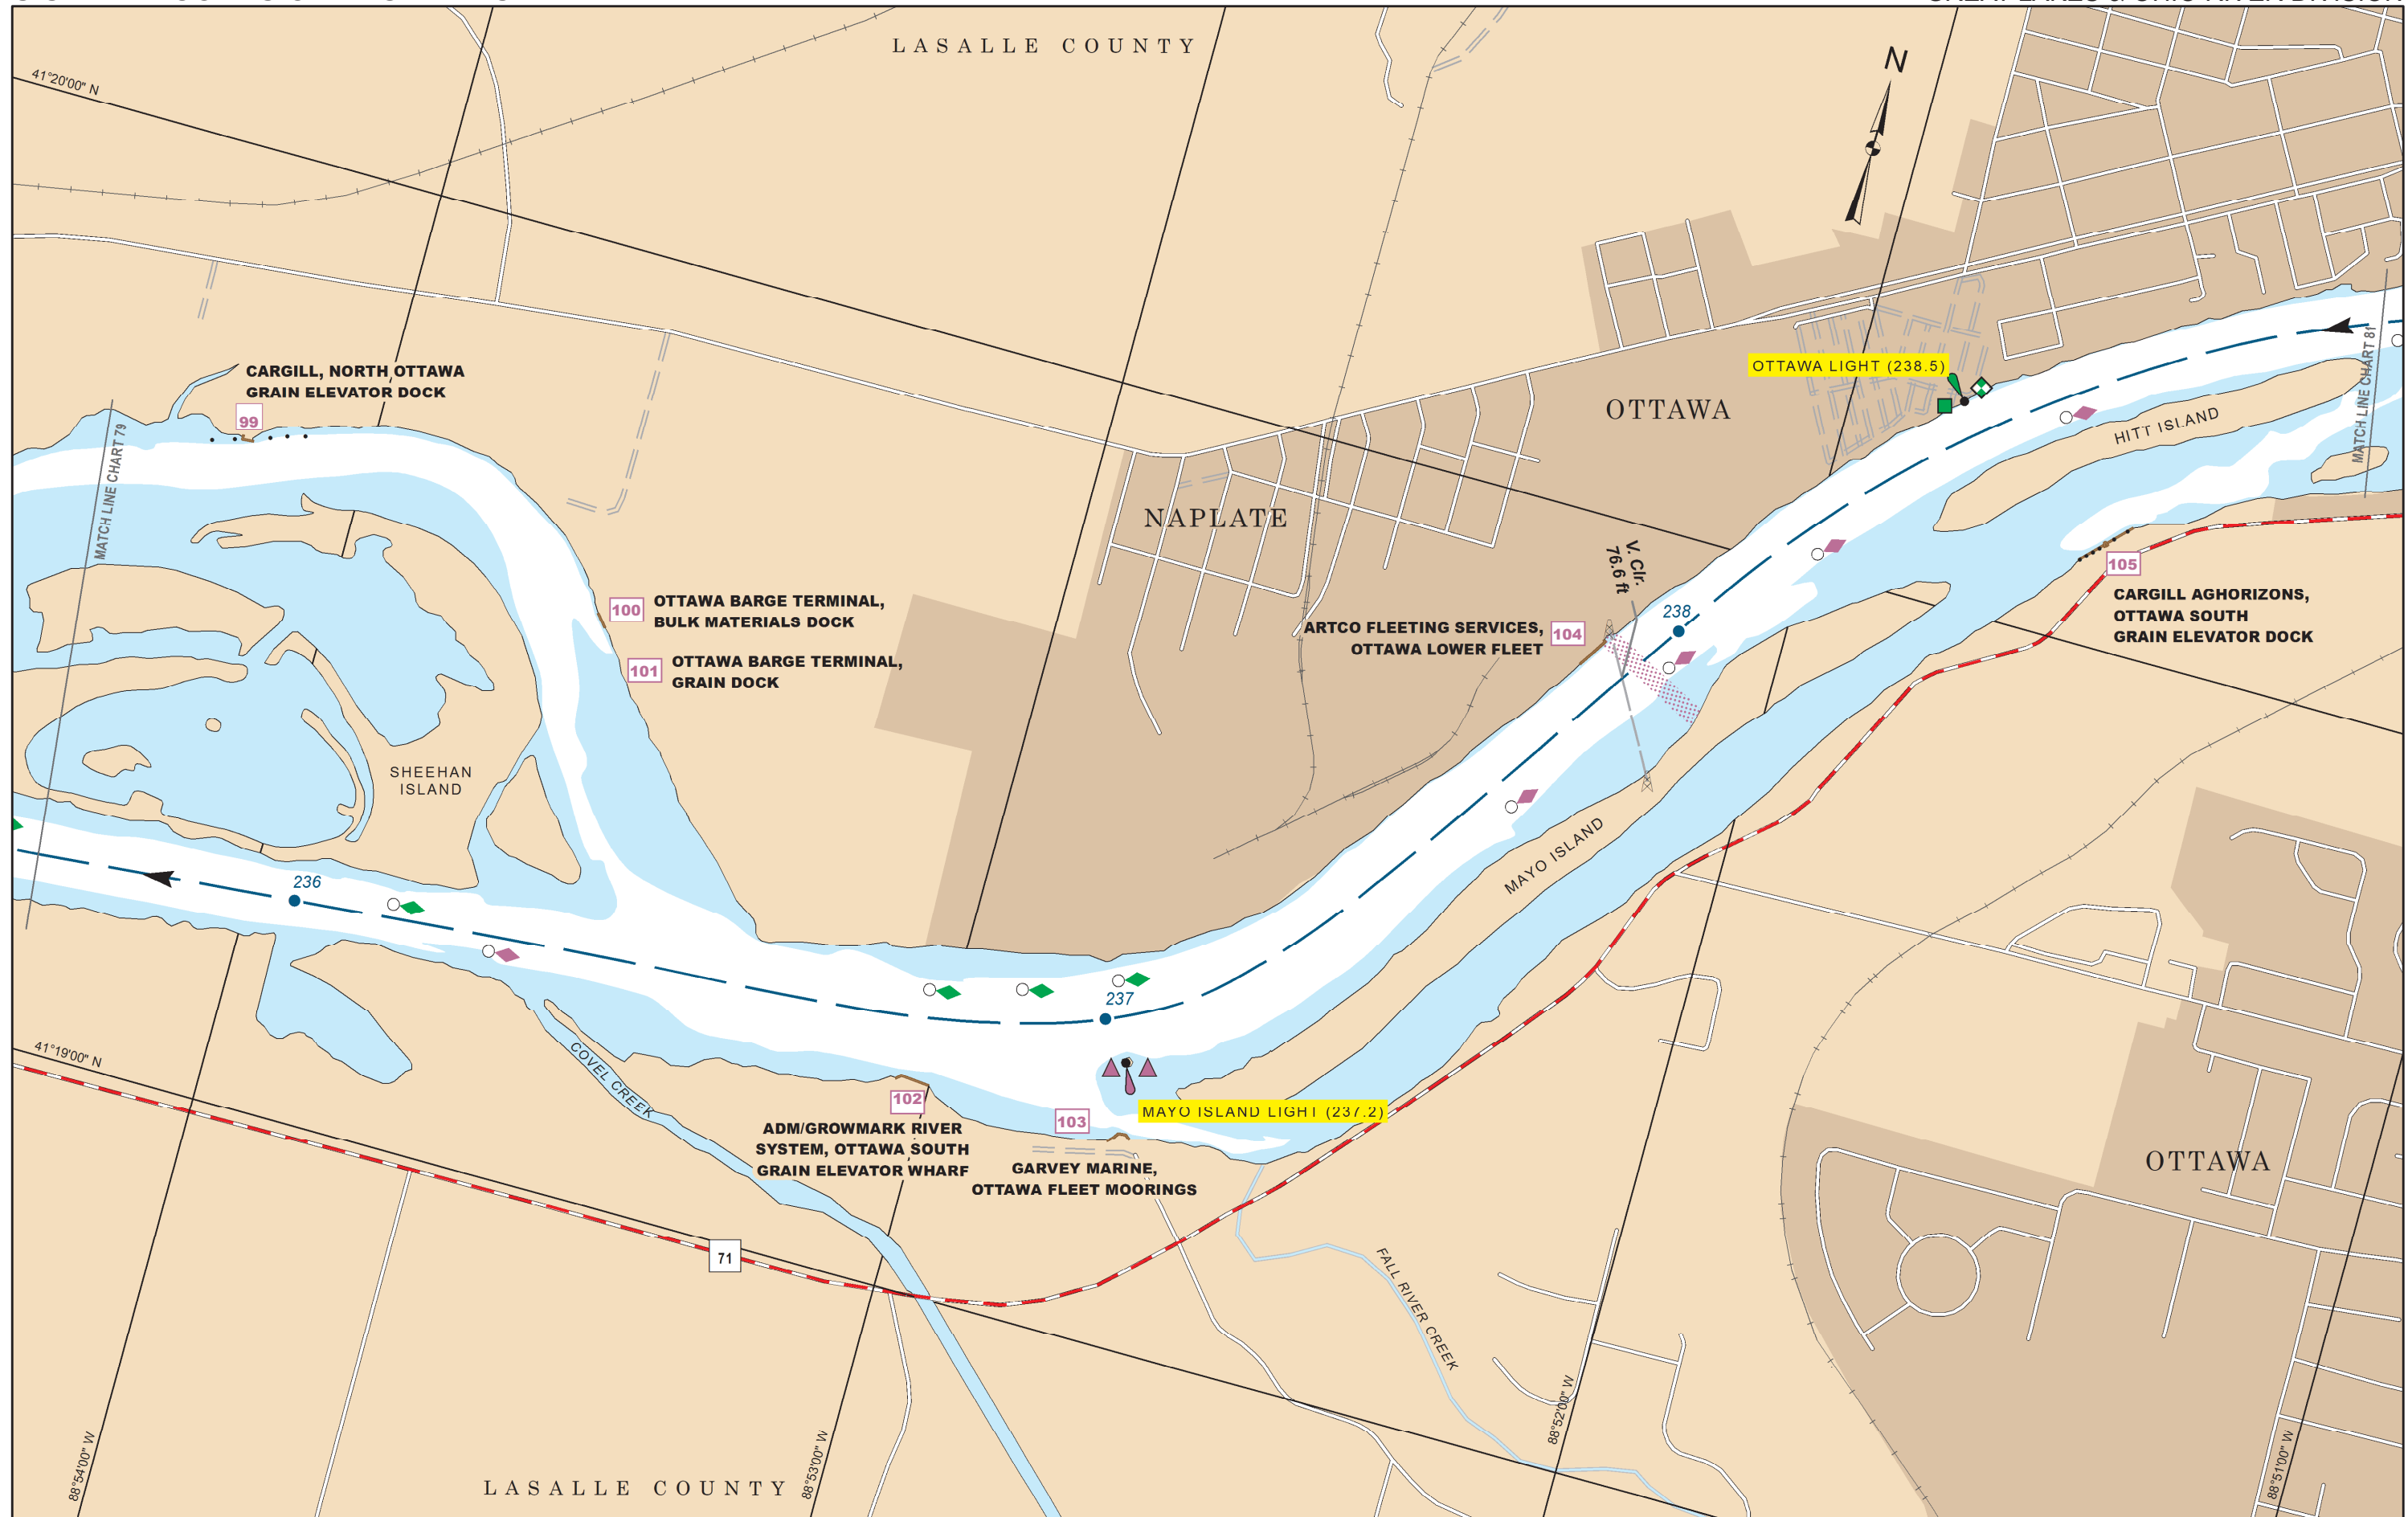 LASALLE COUNTY
N
41°20'00" N
OTTAWA LIGHT (238.5)
MATCH LINE CHART 81
CARGILL, NORTH OTTAWA
GRAIN ELEVATOR DOCK
99
MATCH LINE CHART 79
OTTAWA
HITT ISLAND
NAPLATE
V. Clr.
76.6 ft
105
CARGILL AGHORIZONS,
OTTAWA SOUTH
GRAIN ELEVATOR DOCK
100
OTTAWA BARGE TERMINAL,
BULK MATERIALS DOCK
238
ARTCO FLEETING SERVICES,
OTTAWA LOWER FLEET
104
101
OTTAWA BARGE TERMINAL,
GRAIN DOCK
SHEEHAN
ISLAND
MAYO ISLAND
236
237
41°19'00" N
COVEL CREEK
102
ADM/GROWMARK RIVER
SYSTEM, OTTAWA SOUTH
GRAIN ELEVATOR WHARF
103
MAYO ISLAND LIGHT (237.2)
GARVEY MARINE,
OTTAWA FLEET MOORINGS
OTTAWA
71
FALL RIVER CREEK
88°54'00" W
88°53'00" W
88°52'00" W
88°51'00" W
LASALLE COUNTY